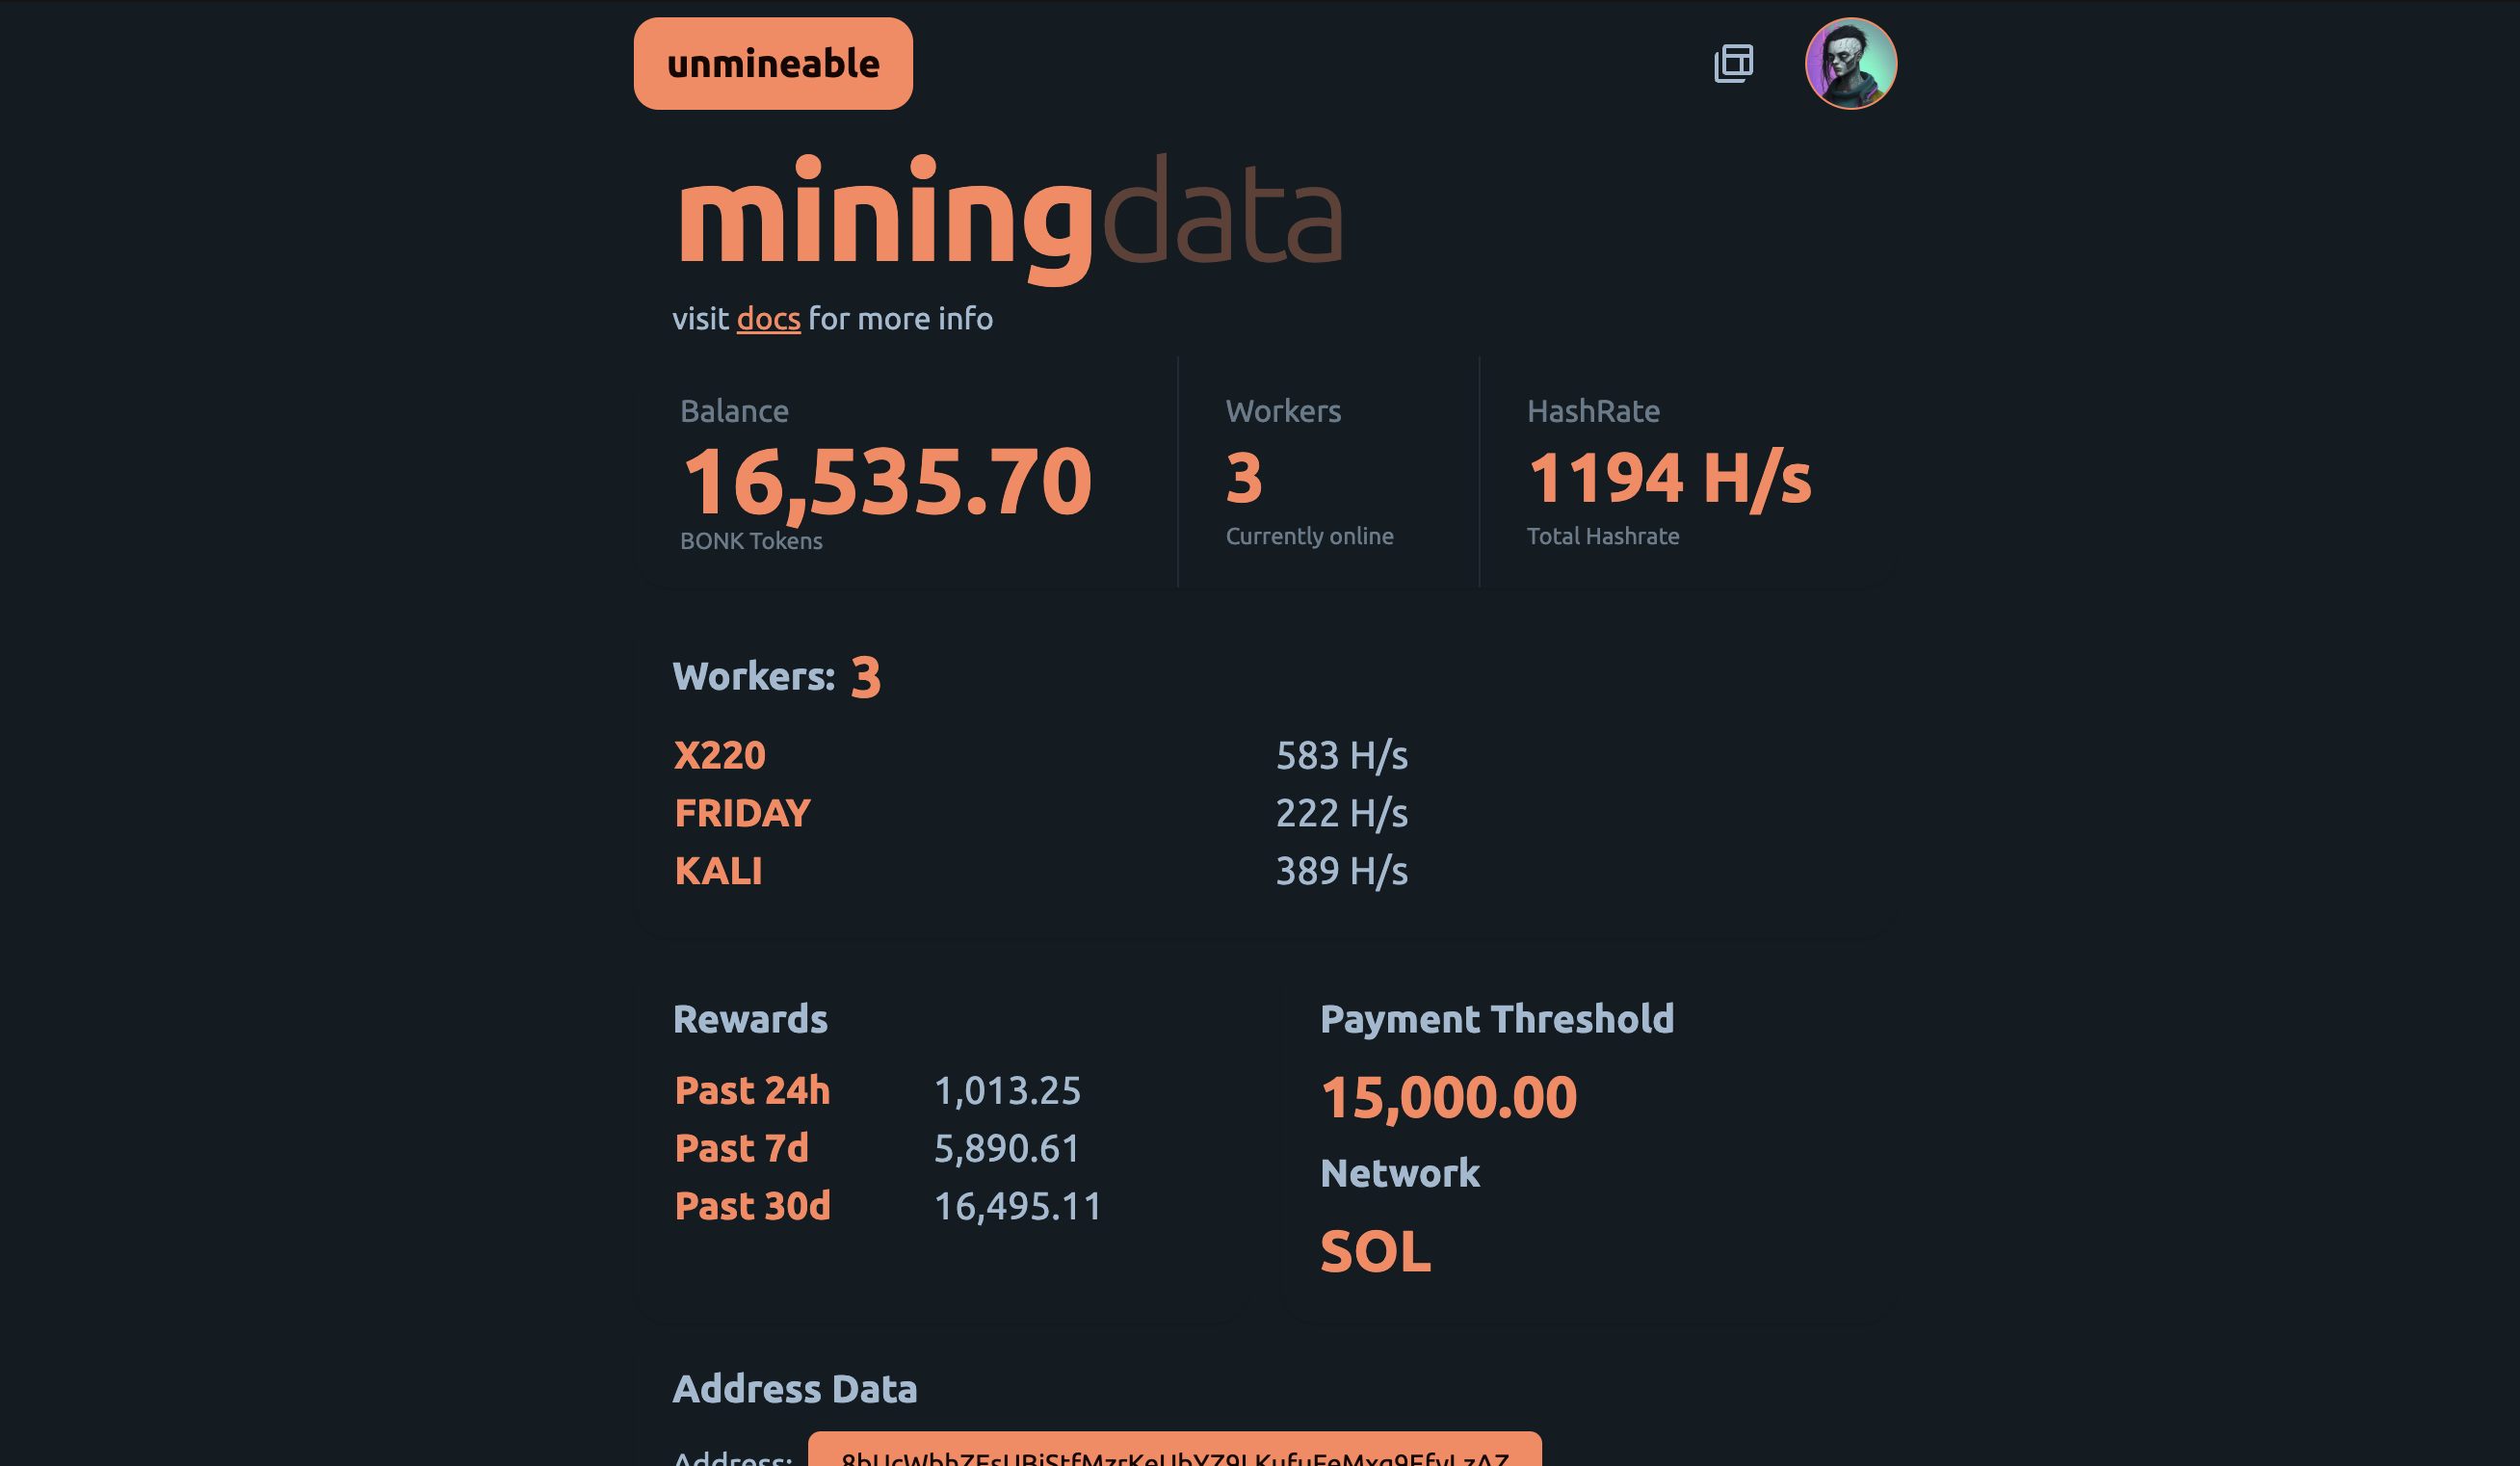 unmineable
miningdata
visit docs for more info
Balance
16,535.70
BONK Tokens
Workers
3
Currently online
HashRate
1194 H/s
Total Hashrate
Workers: 3
X220 583 H/s
FRIDAY 222 H/s
KALI 389 H/s
Rewards
Past 24h 1,013.25
Past 7d 5,890.61
Past 30d 16,495.11
Payment Threshold
15,000.00
Network
SOL
Address Data
Address: